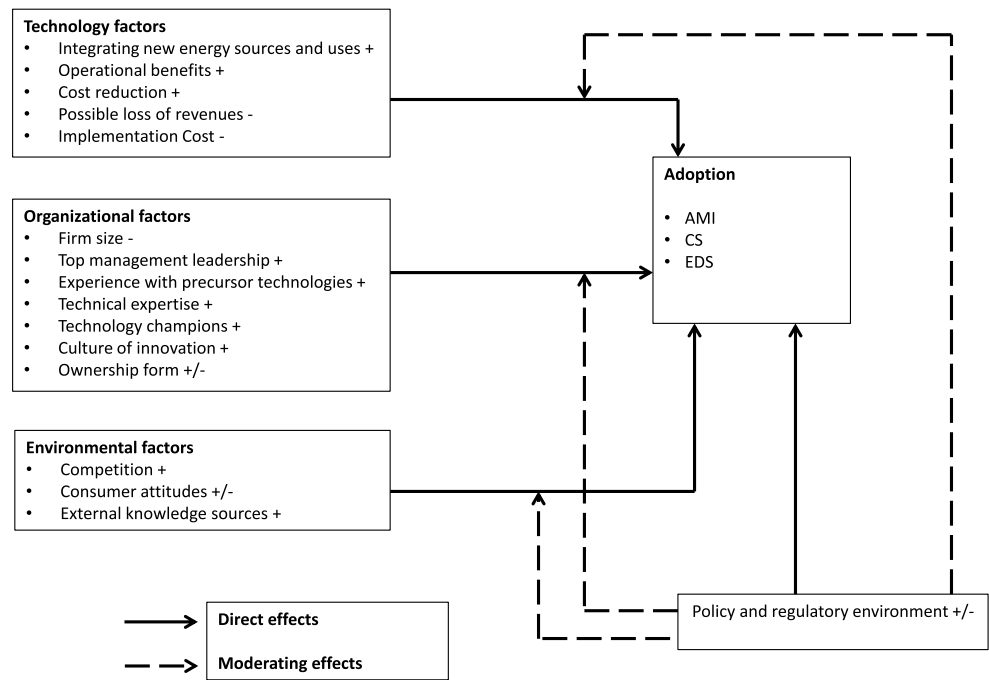 Technology factors
• Integrating new energy sources and uses +
• Operational benefits +
• Cost reduction +
• Possible loss of revenues -
• Implementation Cost -
Organizational factors
• Firm size -
• Top management leadership +
• Experience with precursor technologies +
• Technical expertise +
• Technology champions +
• Culture of innovation +
• Ownership form +/-
Environmental factors
• Competition +
• Consumer attitudes +/-
• External knowledge sources +
Adoption
• AMI
• CS
• EDS
Policy and regulatory environment +/-
Direct effects
Moderating effects